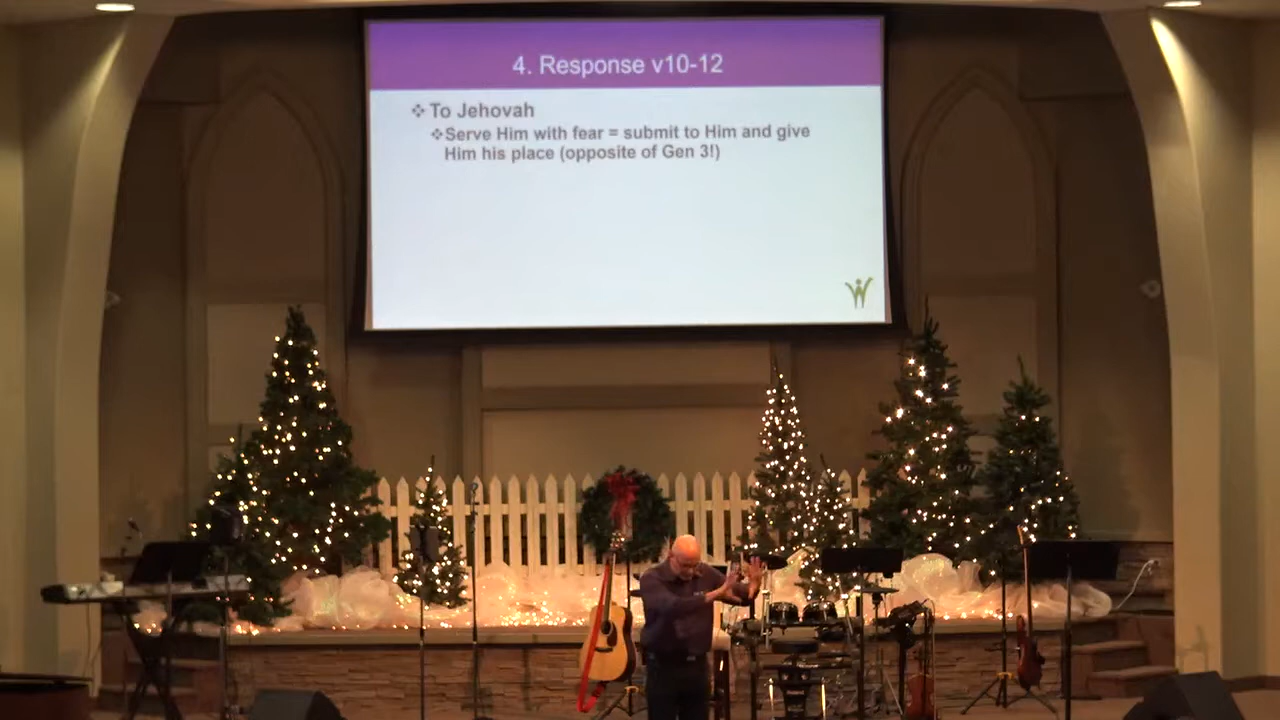 4. Response v10-12
❖ To Jehovah
❖Serve Him with fear = submit to Him and give
Him his place (opposite of Gen 3!)